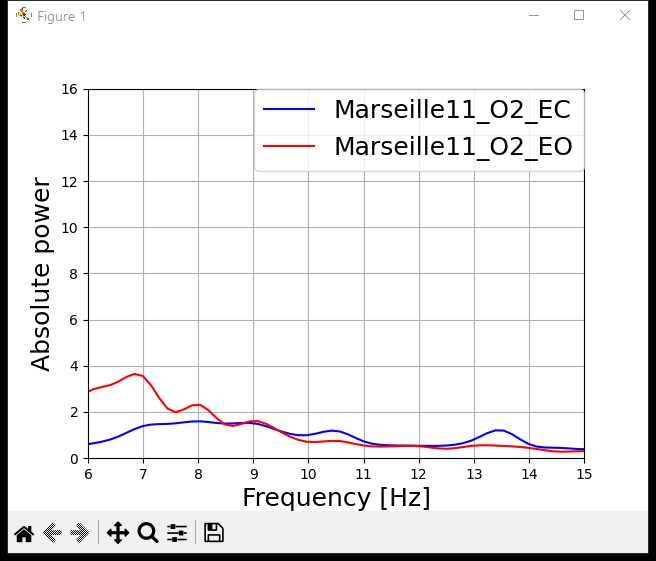 Figure 1
Marseille11_O2_EC
Marseille11_O2_EO
16
14
12
10
8
6
4
2
0
Absolute power
6 7 8 9 10 11 12 13 14 15
Frequency [Hz]